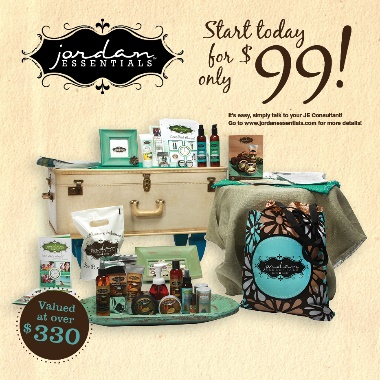 jordan
ESSENTIALS
Start today
for $
only 99!
It's easy, simply talk to your JE Consultant!
Go to www.jordanessentials.com for more details!
Valued
at over
$330